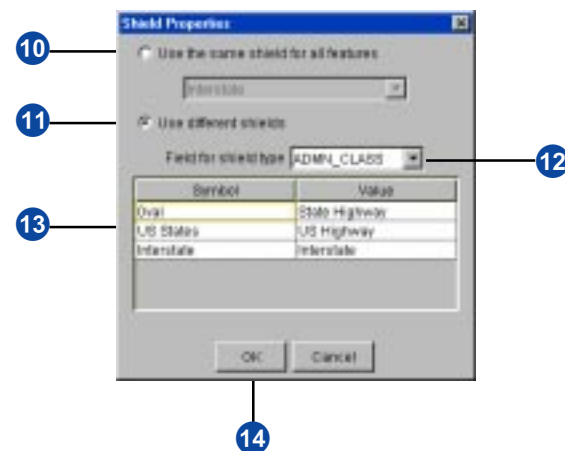 Shield Properties
10
Use the same shield for all features
Interstate
11
Use different shields
Field for shield type ADMN_CLASS
12
Symbol Value
13
Oval State Highway
US States US Highway
Interstate Interstate
OK Cancel
14